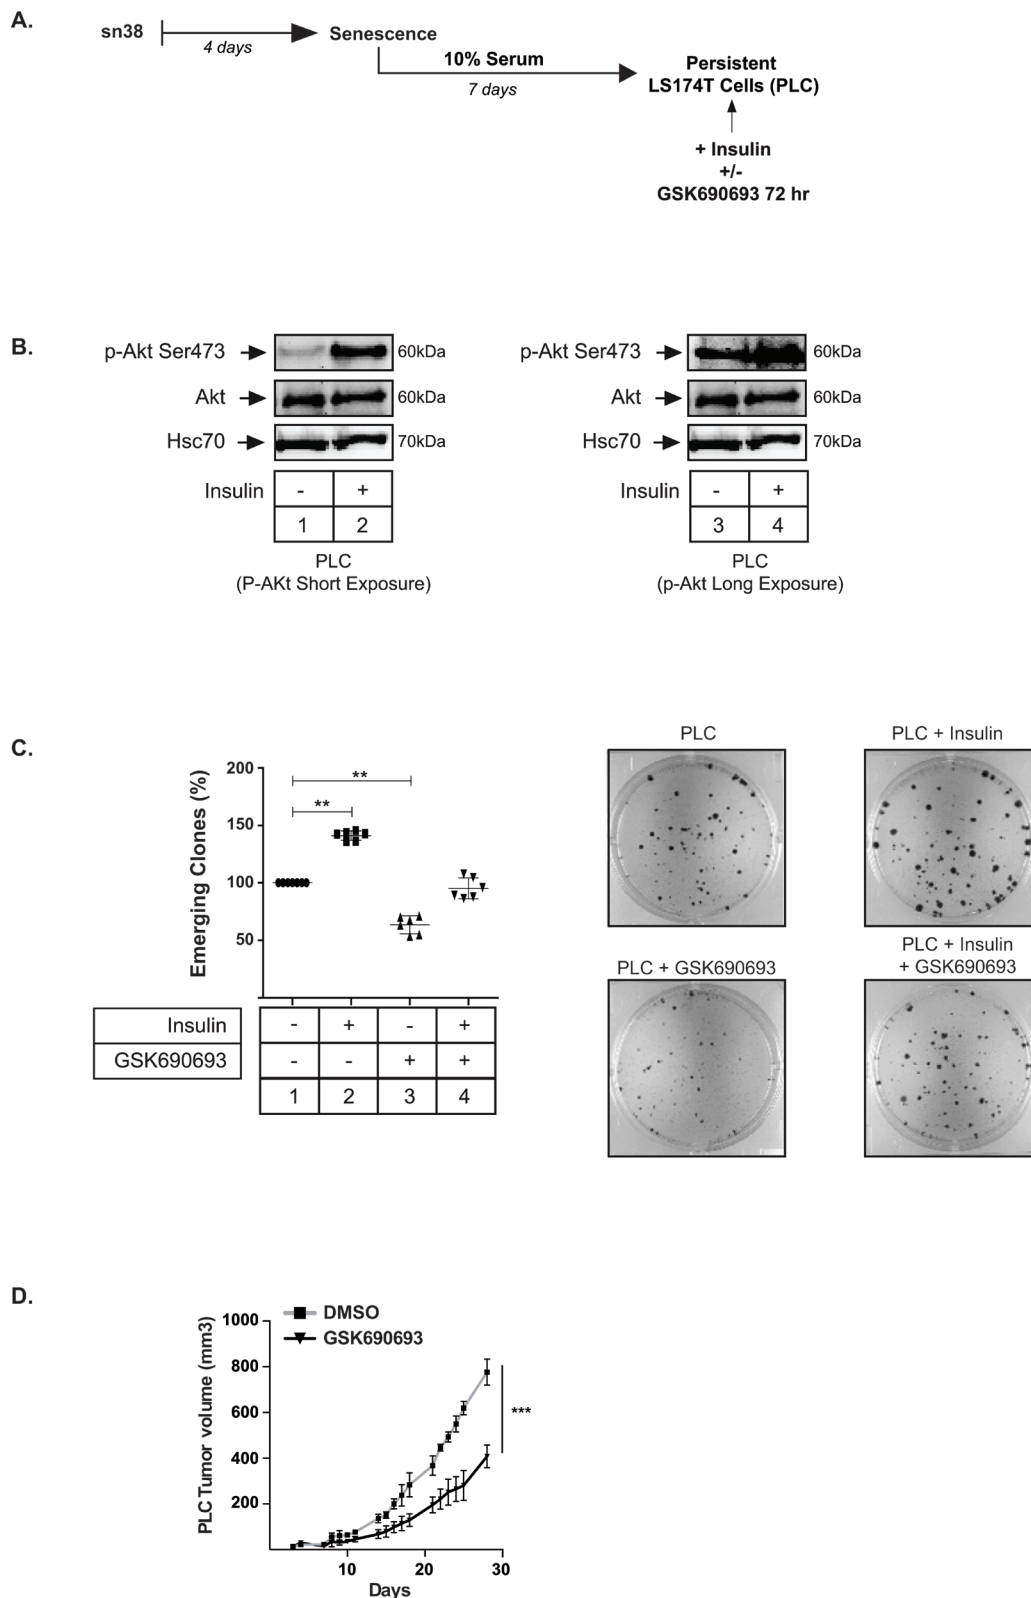 A.
sn38
4 days
Senescence
10% Serum
7 days
Persistent
LS174T Cells (PLC)
+ Insulin
+/-
GSK690693 72 hr
B.
p-Akt Ser473
60kDa
Akt
60kDa
Hsc70
70kDa
Insulin
-
+
1
2
PLC
(P-AKt Short Exposure)
p-Akt Ser473
60kDa
Akt
60kDa
Hsc70
70kDa
Insulin
-
+
3
4
PLC
(p-Akt Long Exposure)
C.
Emerging Clones (%)
200
150
100
50
**
**
Insulin
-
+
-
+
GSK690693
-
-
+
+
1
2
3
4
PLC
PLC + Insulin
PLC + GSK690693
PLC + Insulin
+ GSK690693
D.
DMSO
GSK690693
PLC Tumor volume (mm3)
1000
800
600
400
200
***
10
20
30
Days